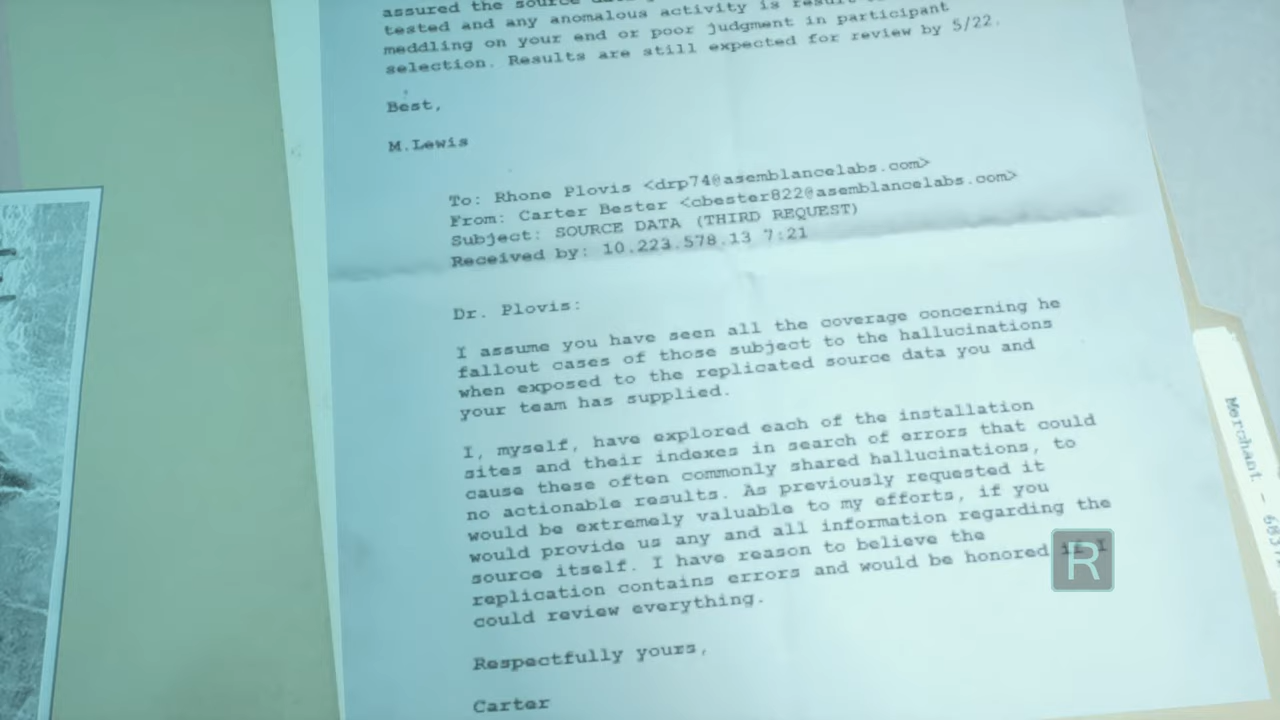 assured the source data
tested and any anomalous activity is result
meddling on your end or poor judgment in participant
selection. Results are still expected for review by 5/22.
Best,
M.Lewis
To: Rhone Plovis <drp74@asemblancelabs.com>
From: Carter Bester <cbester822@asemblancelabs.com>
Subject: SOURCE DATA (THIRD REQUEST)
Received by: 10.223.578.13 7:21
Dr. Plovis:
I assume you have seen all the coverage concerning he
fallout cases of those subject to the hallucinations
when exposed to the replicated source data you and
your team has supplied.
I, myself, have explored each of the installation
sites and their indexes in search of errors that could
cause these often commonly shared hallucinations, to
no actionable results. As previously requested it
would be extremely valuable to my efforts, if you
would provide us any and all information regarding the
source itself. I have reason to believe the
replication contains errors and would be honored if I
could review everything.
Respectfully yours,
Carter
R
Merchant -